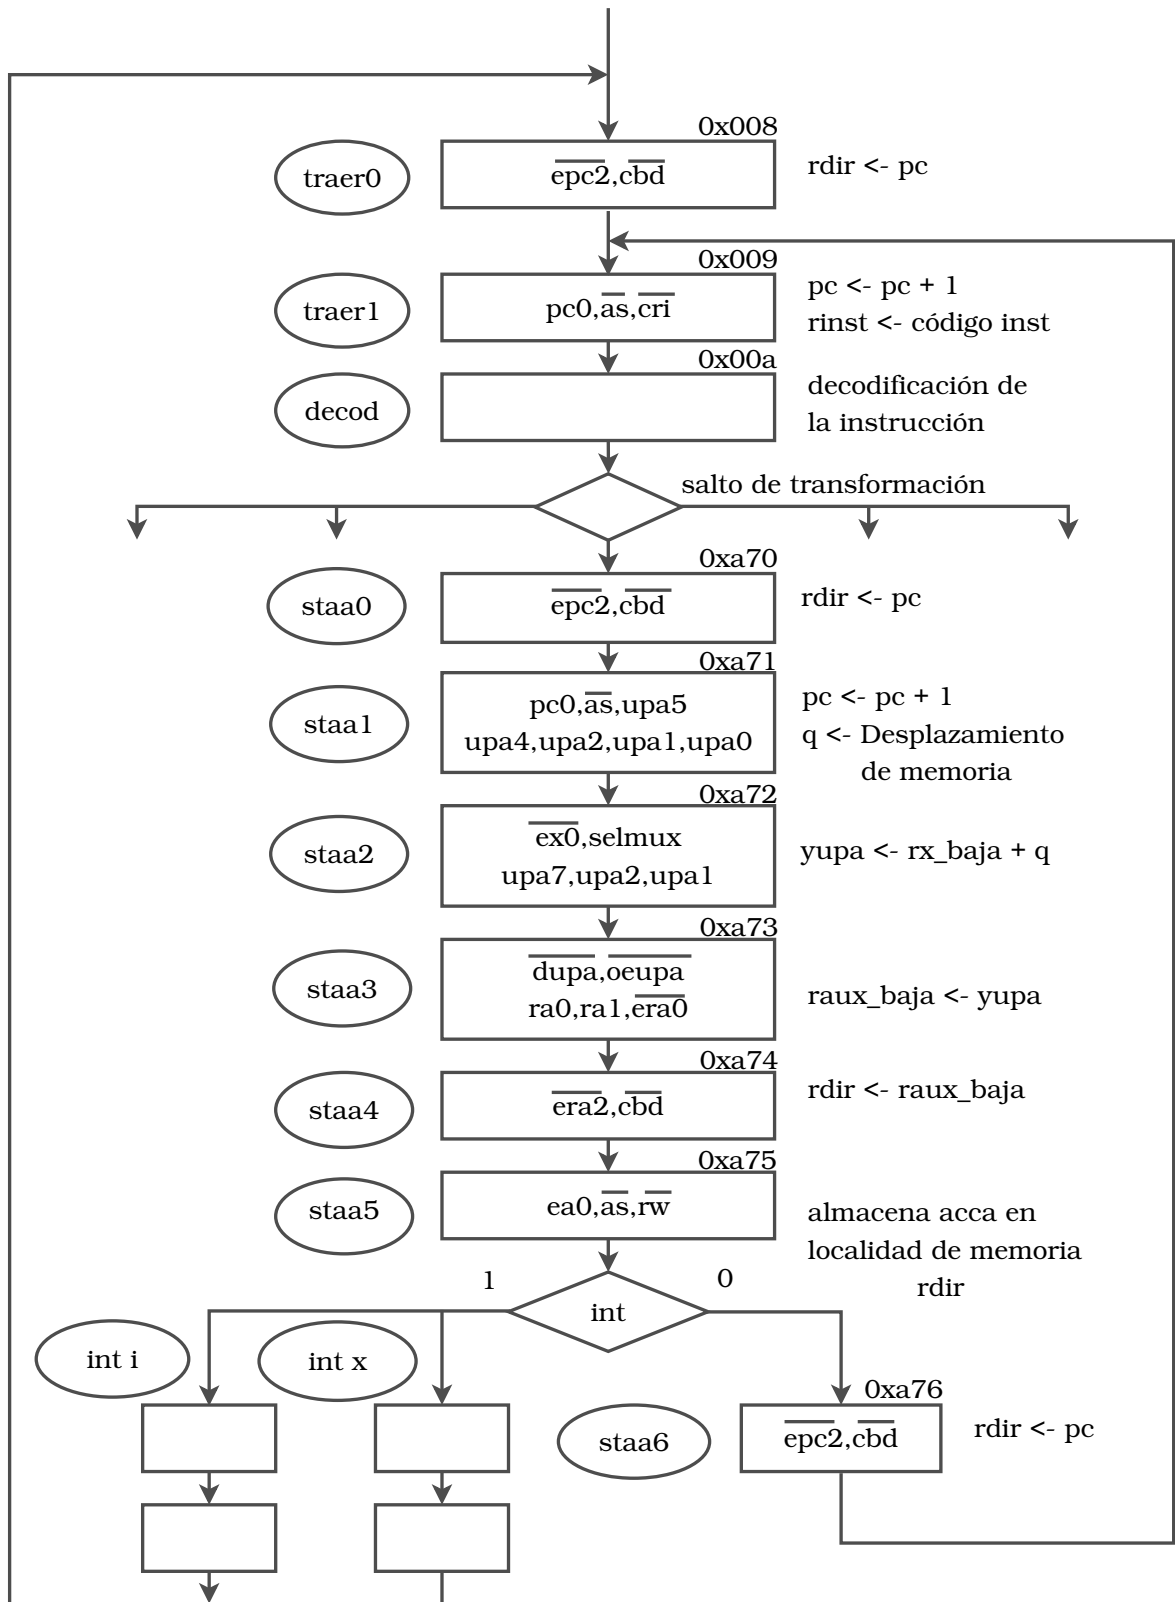 0x008
traer0
epc2,cbd
rdir <- pc
0x009
traer1
pc0,as,cri
pc <- pc + 1
rinst <- código inst
0x00a
decod
decodificación de
la instrucción
salto de transformación
0xa70
staa0
epc2,cbd
rdir <- pc
0xa71
staa1
pc0,as,upa5
upa4,upa2,upa1,upa0
pc <- pc + 1
q <- Desplazamiento
de memoria
0xa72
staa2
ex0,selmux
upa7,upa2,upa1
yupa <- rx_baja + q
0xa73
staa3
dupa,oeupa
ra0,ra1,era0
raux_baja <- yupa
0xa74
staa4
era2,cbd
rdir <- raux_baja
0xa75
staa5
ea0,as,rw
almacena acca en
localidad de memoria
rdir
1
0
int
int i
int x
0xa76
staa6
epc2,cbd
rdir <- pc